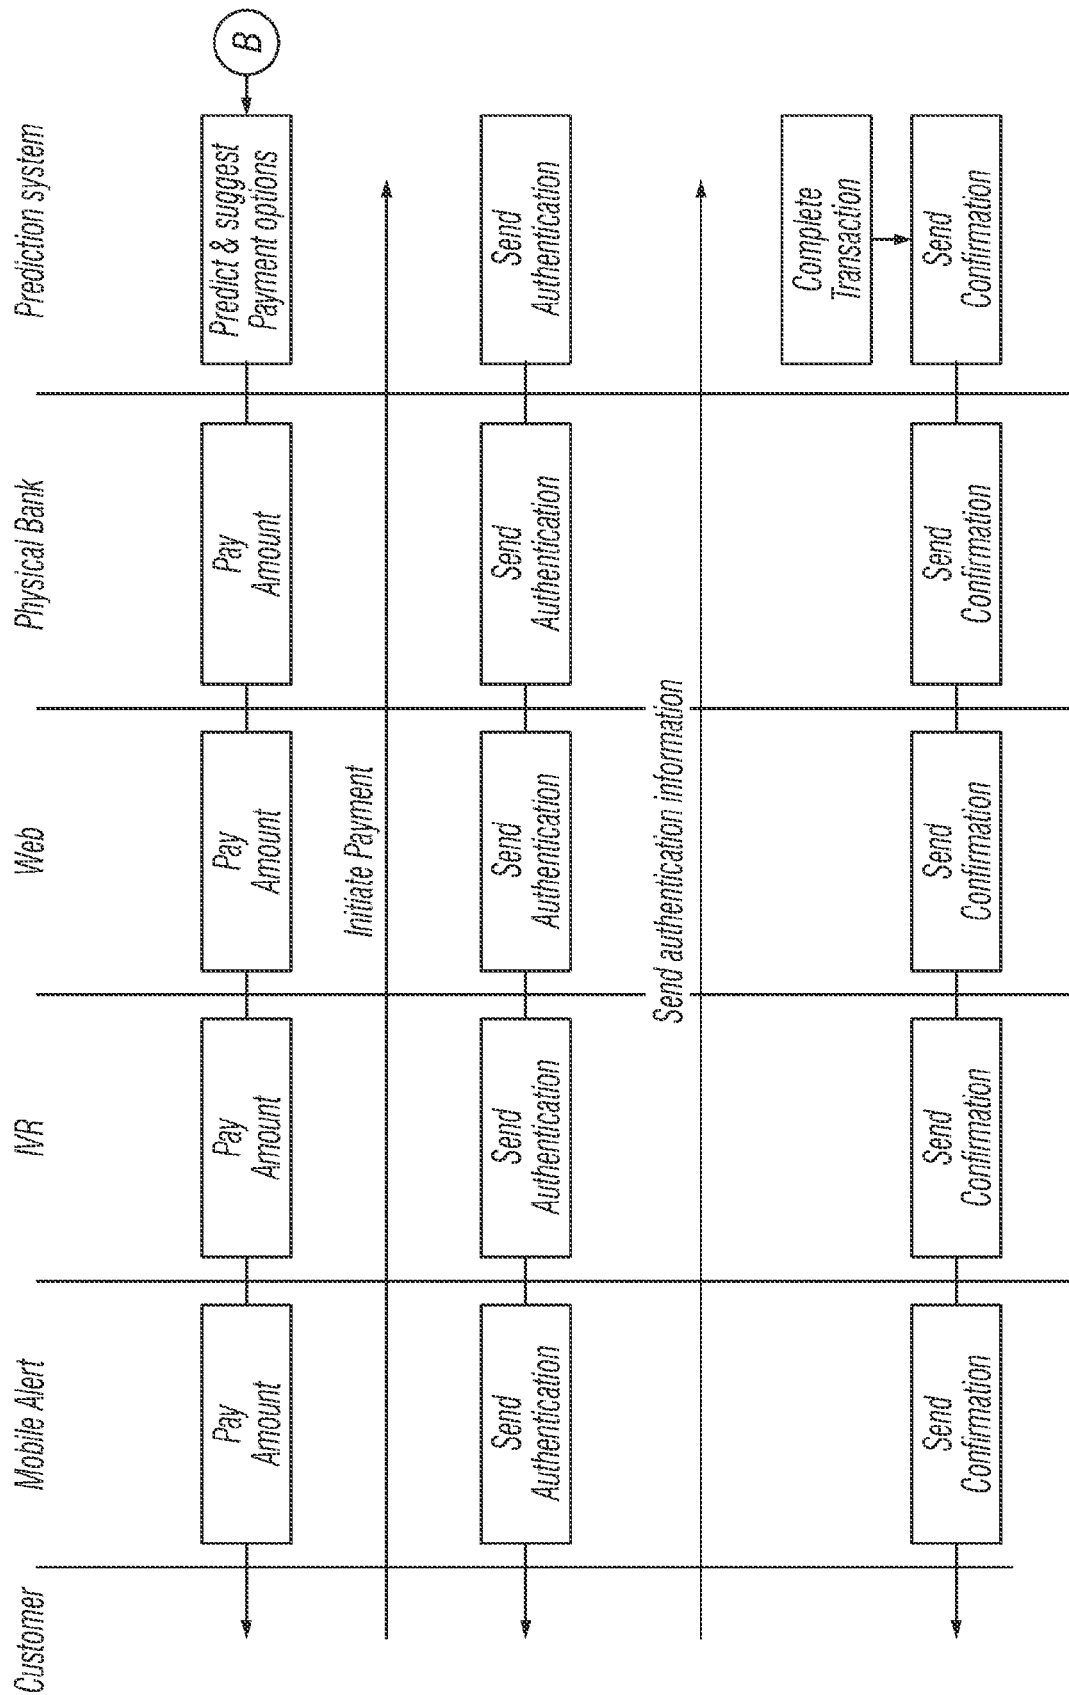 Customer
Mobile Alert
IVR
Web
Physical Bank
Prediction system
Pay
Amount
Pay
Amount
Pay
Amount
Pay
Amount
Predict & suggest
Payment options
B
Initiate Payment
Send
Authentication
Send
Authentication
Send
Authentication
Send
Authentication
Send
Authentication
Send authentication information
Complete
Transaction
Send
Confirmation
Send
Confirmation
Send
Confirmation
Send
Confirmation
Send
Confirmation